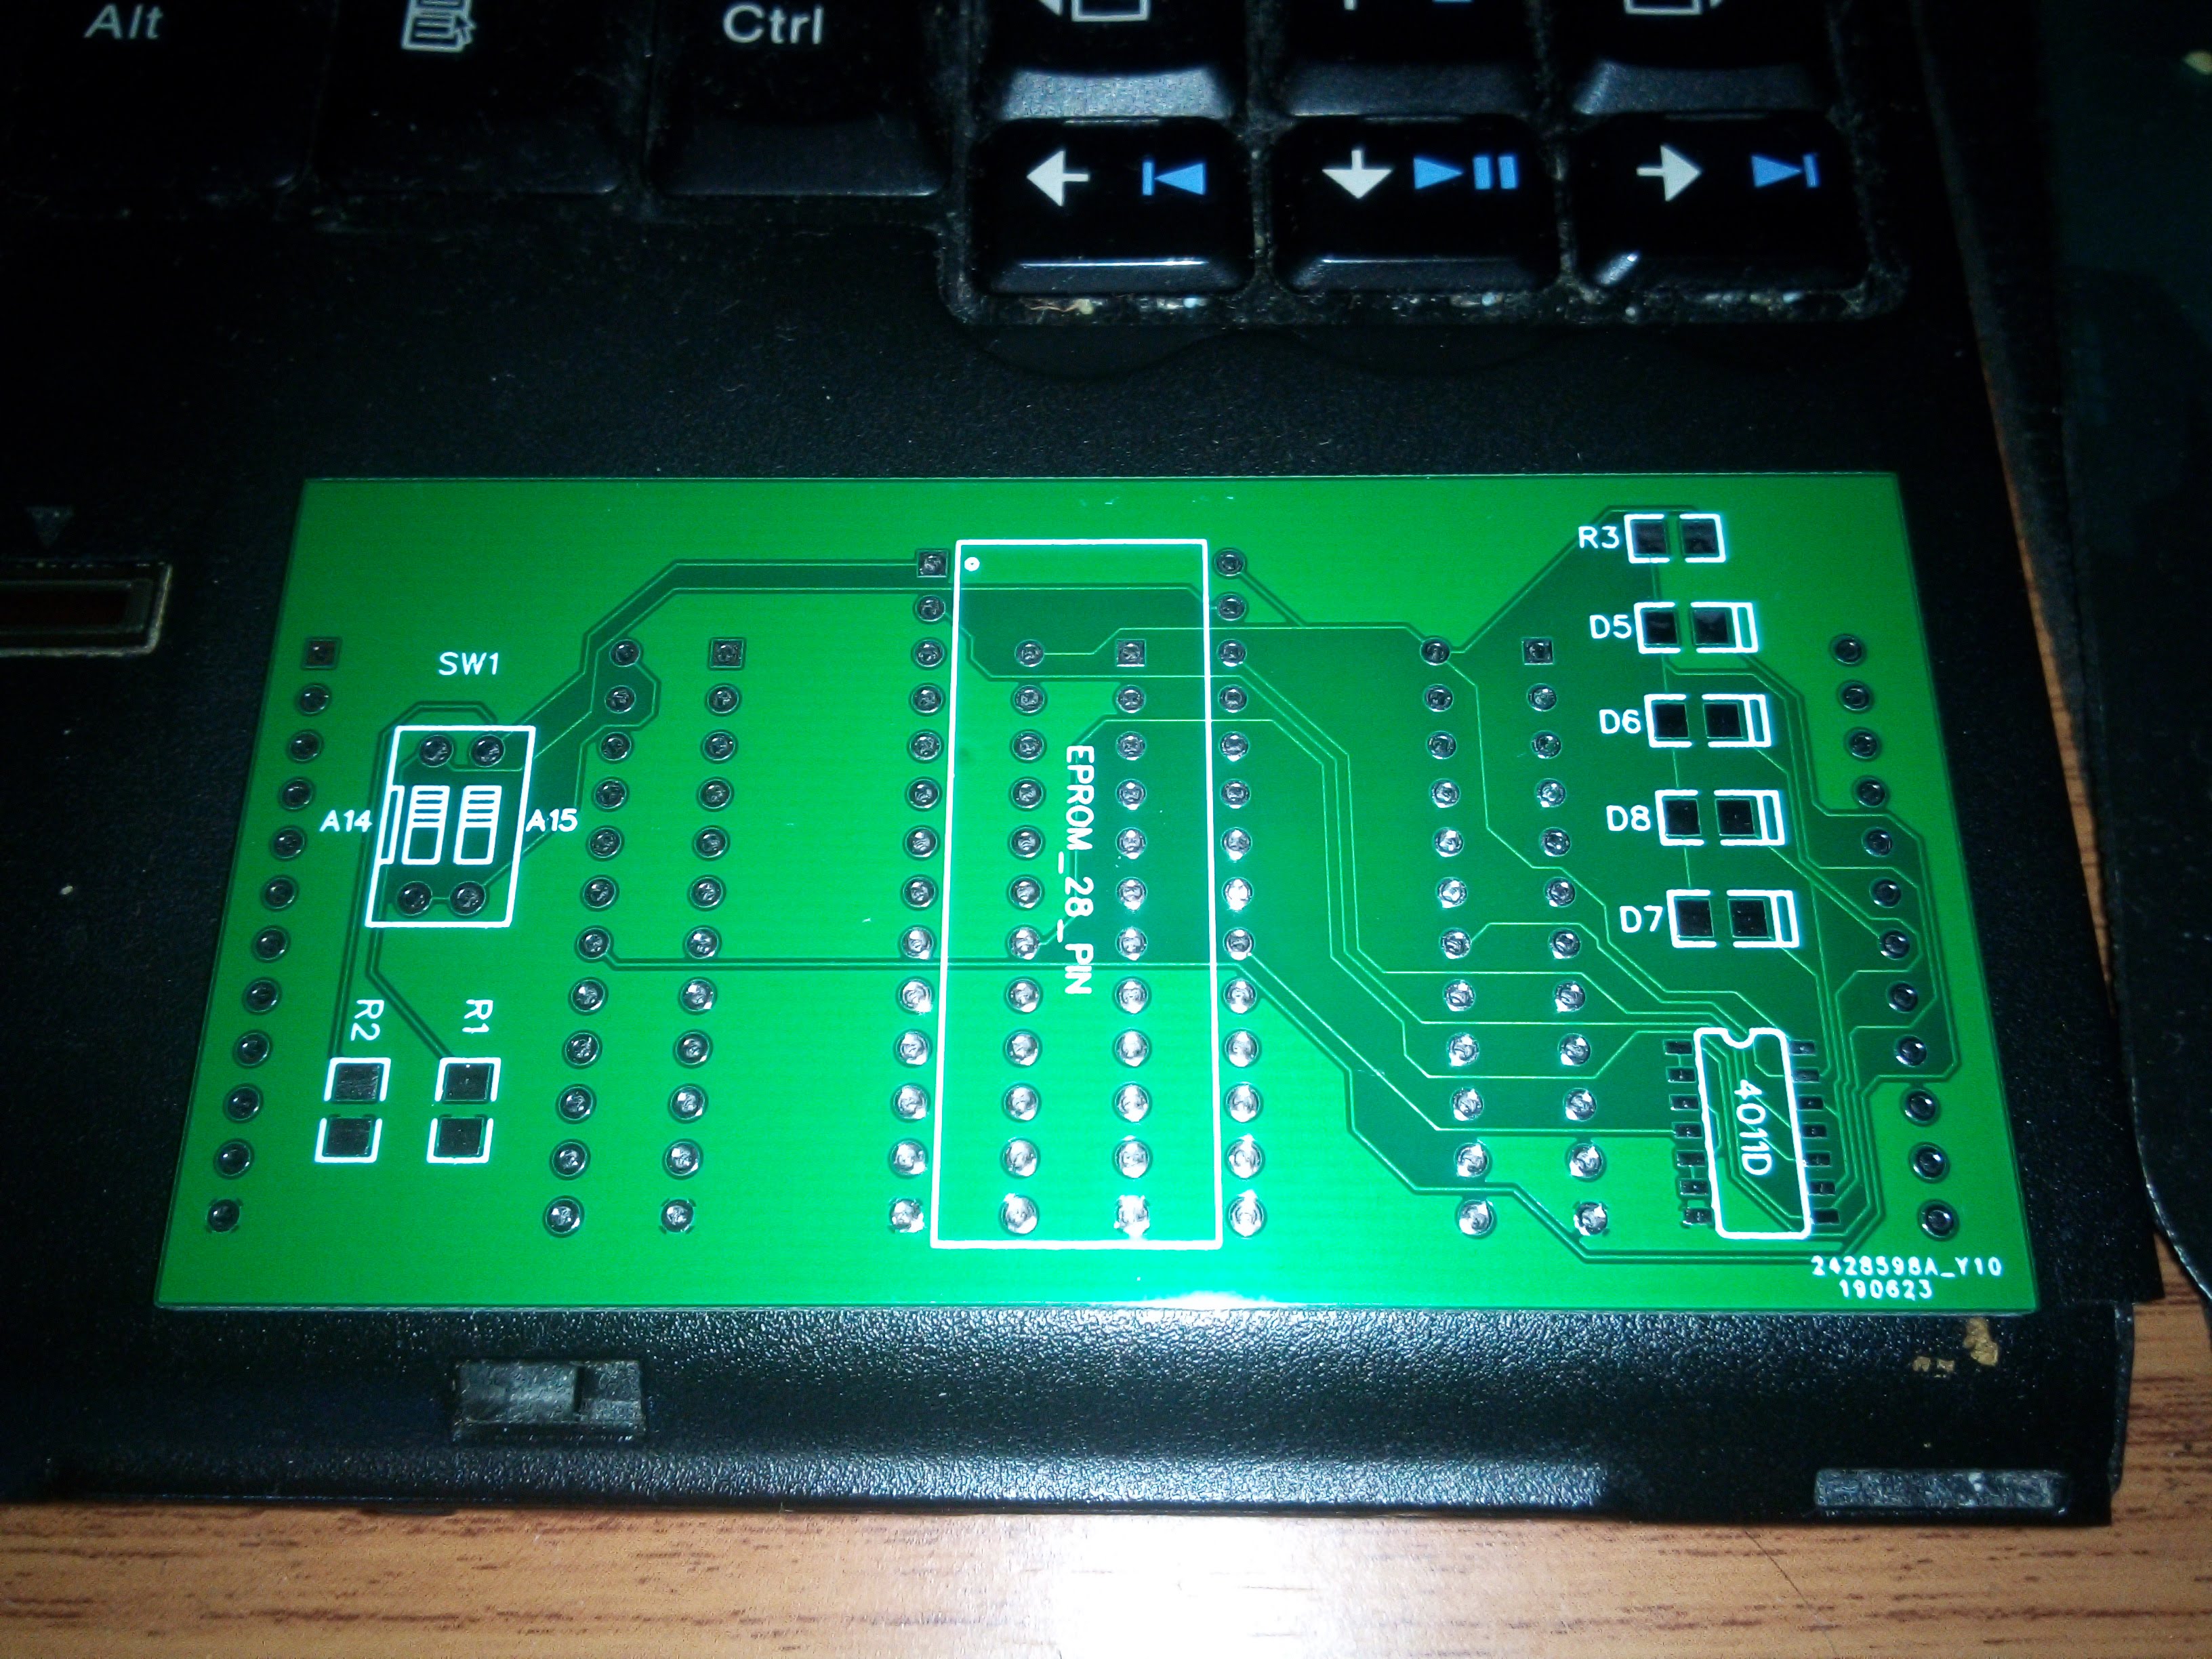 Alt
Ctrl
R3
D5
SW1
D6
EPROM_28_PIN
A14
A15
D8
D7
R2
R1
4011D
2428598A_Y10
190623